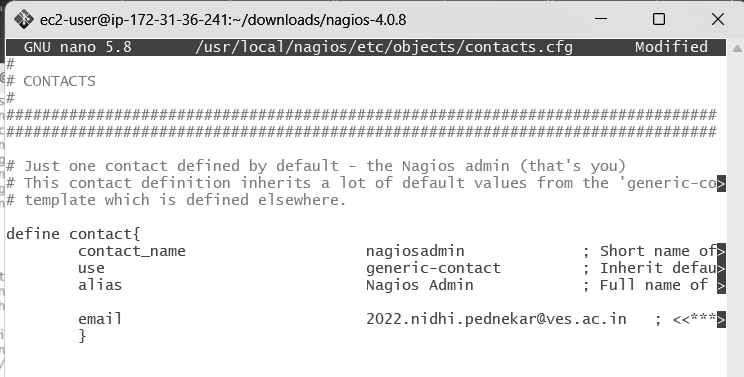 ec2-user@ip-172-31-36-241:~/downloads/nagios-4.0.8
GNU nano 5.8 /usr/local/nagios/etc/objects/contacts.cfg Modified
#
# CONTACTS
#
###############################################################################
###############################################################################
# Just one contact defined by default - the Nagios admin (that's you)
# This contact definition inherits a lot of default values from the 'generic-co>
# template which is defined elsewhere.
define contact{
contact_name nagiosadmin ; Short name of>
use generic-contact ; Inherit defau>
alias Nagios Admin ; Full name of >
email 2022.nidhi.pednekar@ves.ac.in ; <<***>
}